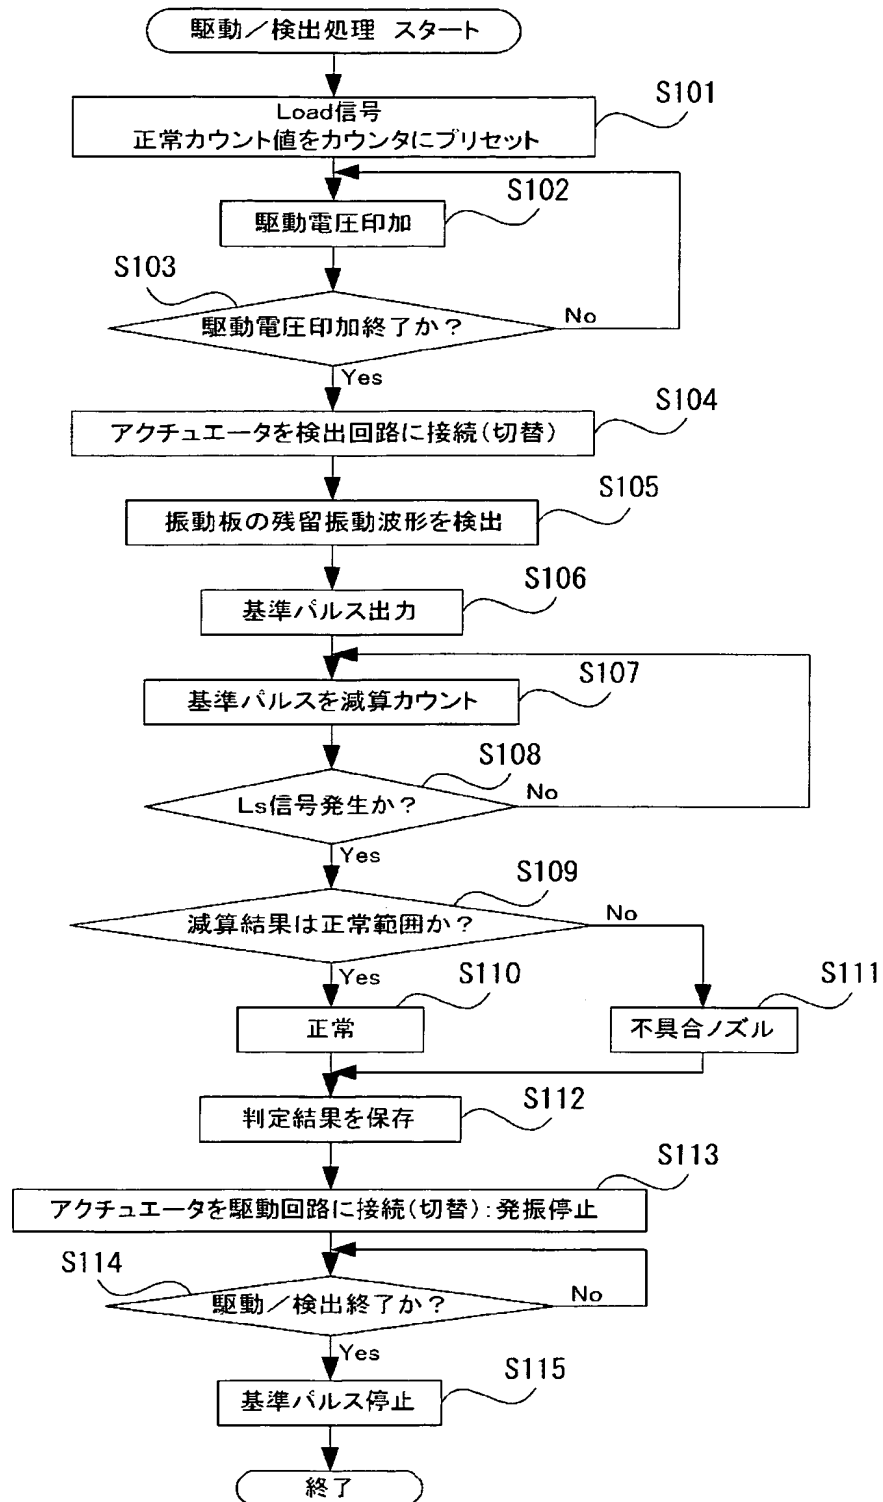 駆動／検出処理 スタート
S101
Load信号
正常カウント値をカウンタにプリセット
S102
駆動電圧印加
S103
駆動電圧印加終了か？
No
Yes
S104
アクチュエータを検出回路に接続(切替)
S105
振動板の残留振動波形を検出
S106
基準パルス出力
S107
基準パルスを減算カウント
S108
Ls信号発生か？
No
Yes
S109
減算結果は正常範囲か？
No
Yes
S110
S111
正常
不具合ノズル
S112
判定結果を保存
S113
アクチュエータを駆動回路に接続(切替):発振停止
S114
駆動／検出終了か？
No
Yes
S115
基準パルス停止
終了